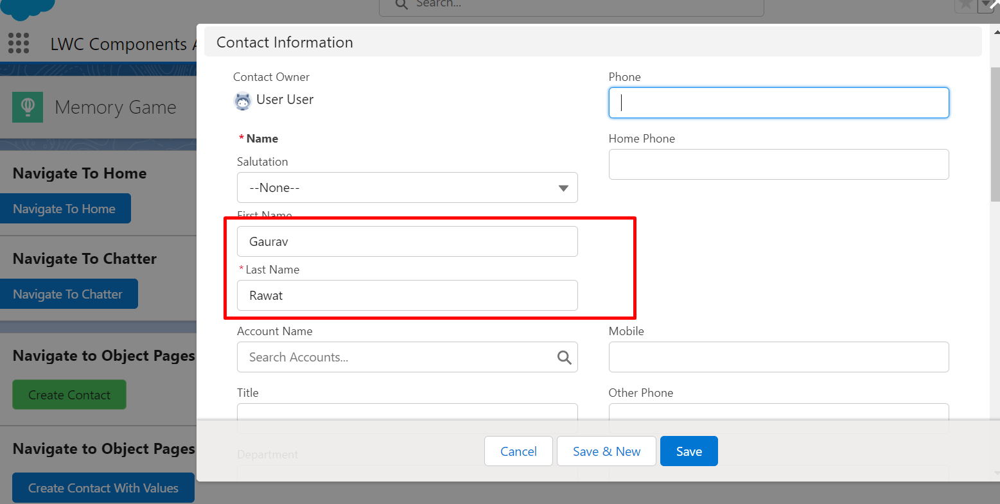 Search...
LWC Components
Memory Game
Navigate To Home
Navigate To Home
Navigate To Chatter
Navigate To Chatter
Navigate to Object Pages
Create Contact
Navigate to Object Pages
Create Contact With Values
Contact Information
Contact Owner
User User
*Name
Salutation
--None--
First Name
Gaurav
*Last Name
Rawat
Account Name
Search Accounts...
Title
Department
Phone
Home Phone
Mobile
Other Phone
Cancel
Save & New
Save